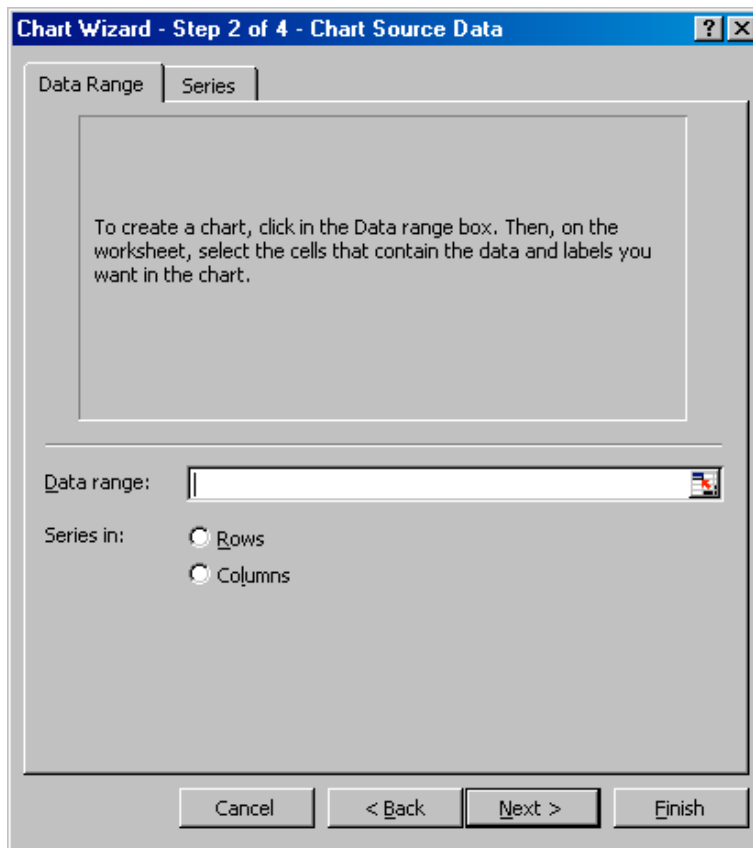 Chart Wizard - Step 2 of 4 - Chart Source Data
Data Range
Series
To create a chart, click in the Data range box. Then, on the
worksheet, select the cells that contain the data and labels you
want in the chart.
Data range:
Series in:
Rows
Columns
Cancel
< Back
Next >
Finish